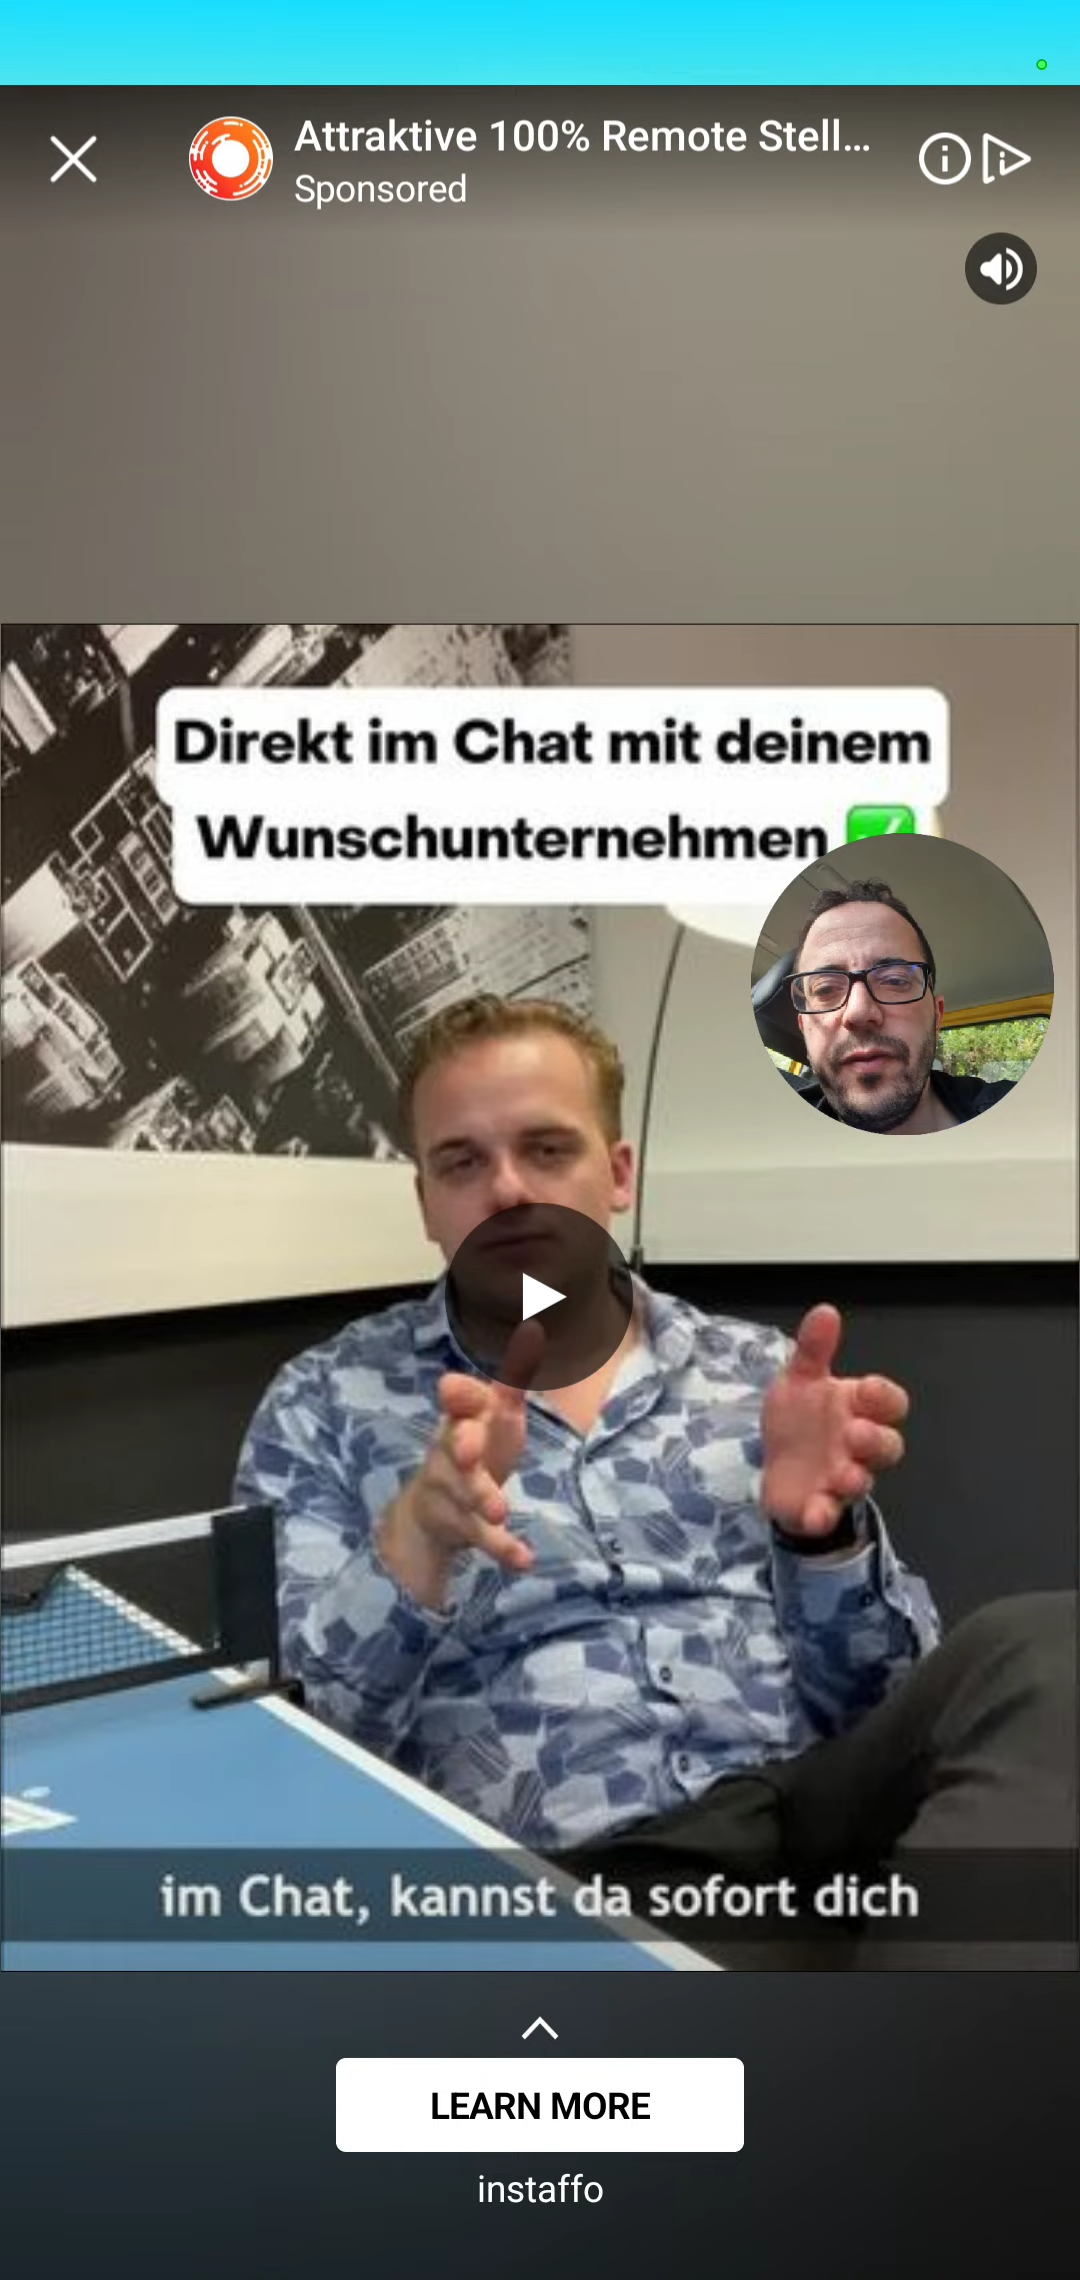 Attraktive 100% Remote Stell...
Sponsored
Direkt im Chat mit deinem
Wunschunternehmen
im Chat, kannst da sofort dich
LEARN MORE
instaffo